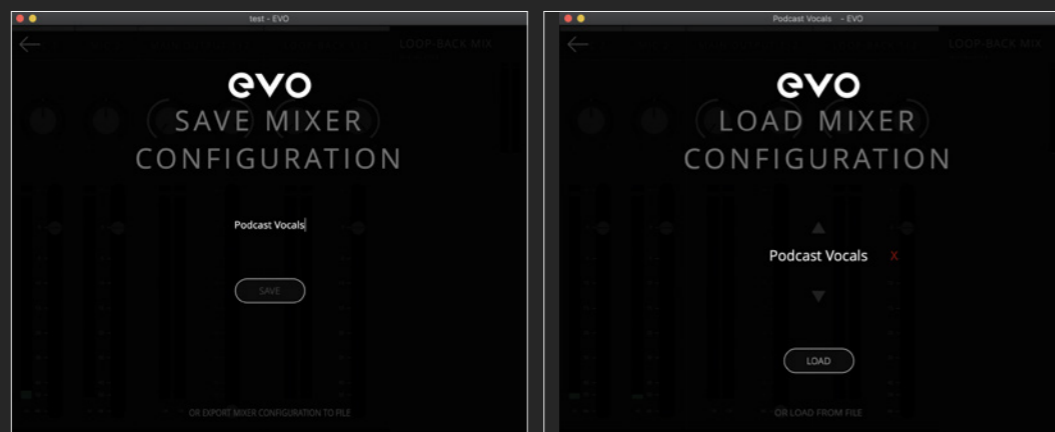 test - EVO
LOOP-BACK MIX
evo
SAVE MIXER
CONFIGURATION
Podcast Vocals
SAVE
OR EXPORT MIXER CONFIGURATION TO FILE
Podcast Vocals - EVO
LOOP-BACK MIX
evo
LOAD MIXER
CONFIGURATION
Podcast Vocals X
LOAD
OR LOAD FROM FILE